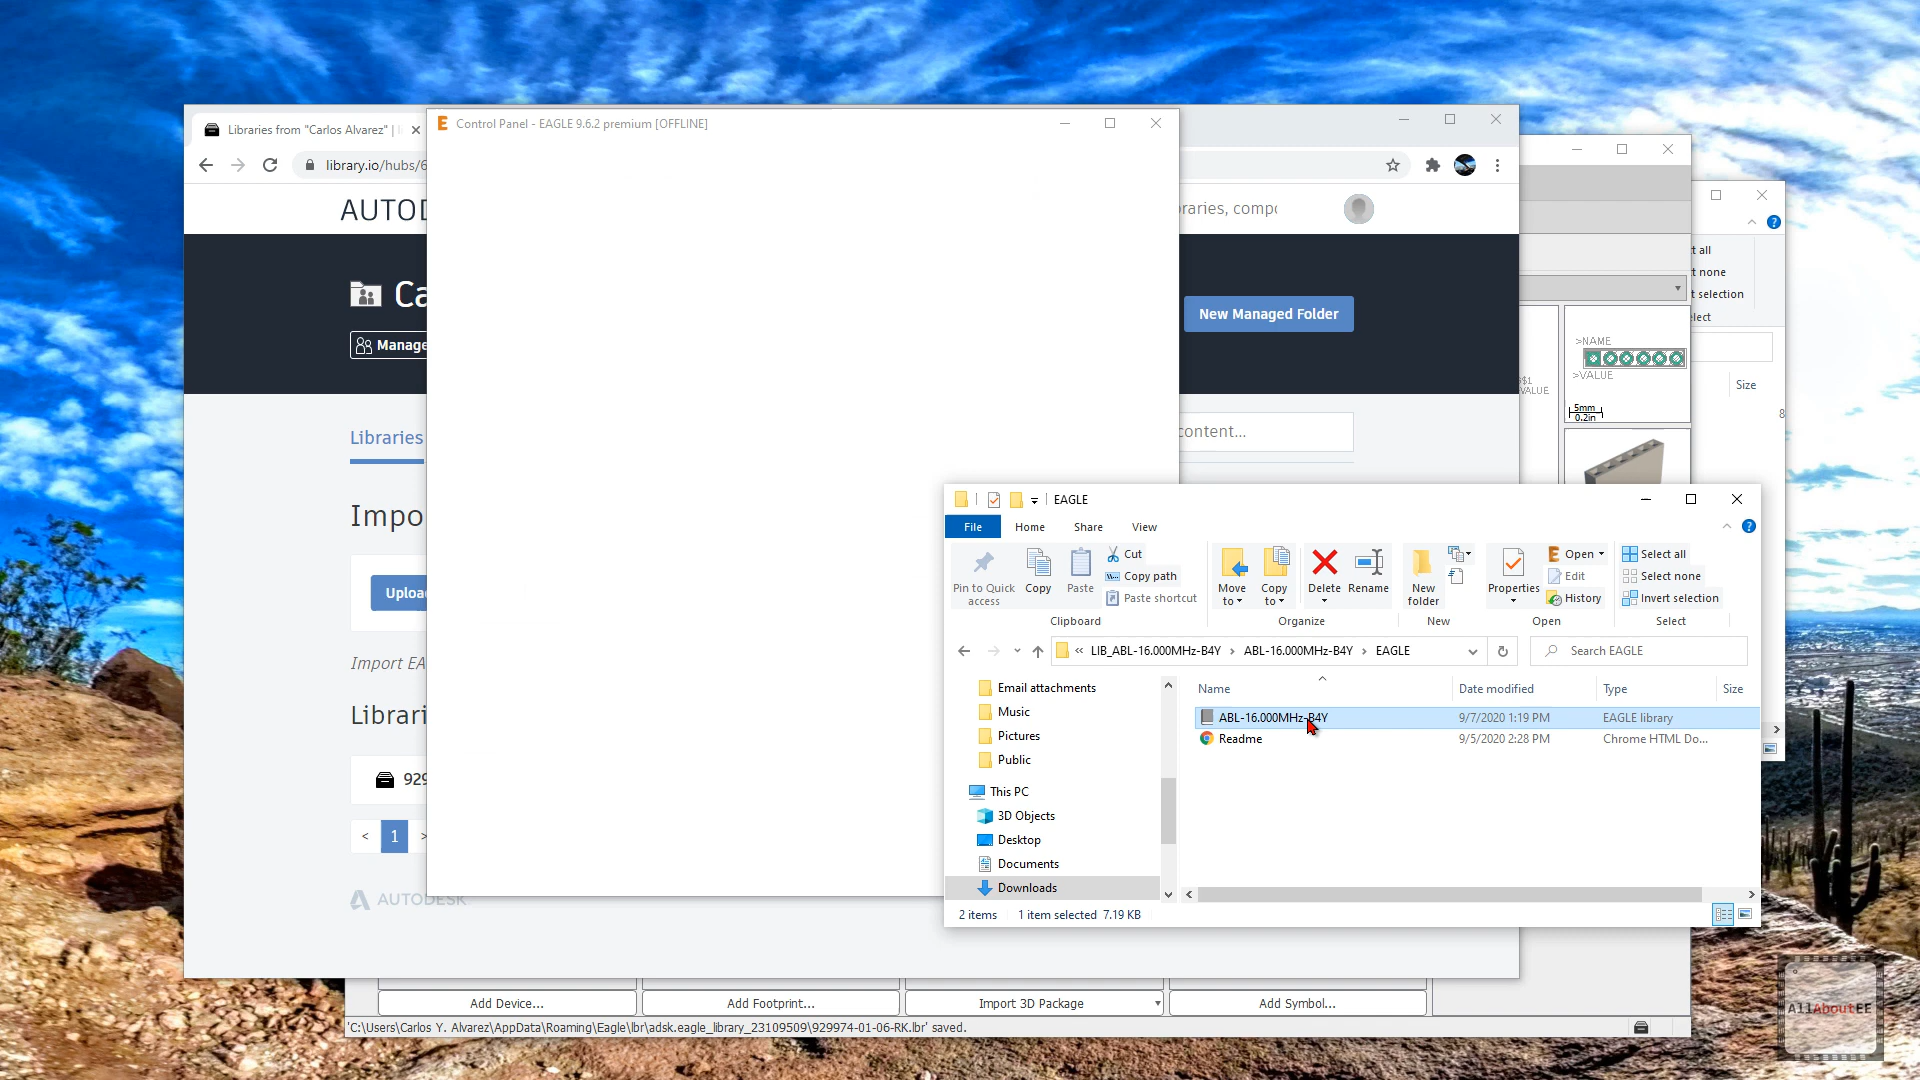 Libraries from "Carlos Alvarez" |
Control Panel - EAGLE 9.6.2 premium [OFFLINE]
library.io/hubs/6
AUTOD
raries, compo
Ca
New Managed Folder
Manage
Libraries
content...
Impo
Uploa
Import EA
Librari
929
< 1 >
AUTODESK
t all
t none
t selection
lect
Size
8
>NAME
>VALUE
G$1
VALUE
5mm
0.2in
EAGLE
File Home Share View
Pin to Quick access
Copy
Paste
Cut
Copy path
Paste shortcut
Clipboard
Move to
Copy to
Delete
Rename
Organize
New folder
New
Properties
Open
Edit
History
Open
Select all
Select none
Invert selection
Select
« LIB_ABL-16.000MHz-B4Y › ABL-16.000MHz-B4Y › EAGLE
Search EAGLE
Email attachments
Music
Pictures
Public
This PC
3D Objects
Desktop
Documents
Downloads
Name Date modified Type Size
ABL-16.000MHz-B4Y 9/7/2020 1:19 PM EAGLE library
Readme 9/5/2020 2:28 PM Chrome HTML Do...
2 items 1 item selected 7.19 KB
Add Device... Add Footprint... Import 3D Package Add Symbol...
'C:\Users\Carlos Y. Alvarez\AppData\Roaming\Eagle\lbr\adsk.eagle_library_23109509\929974-01-06-RK.lbr' saved.
AllAboutEE